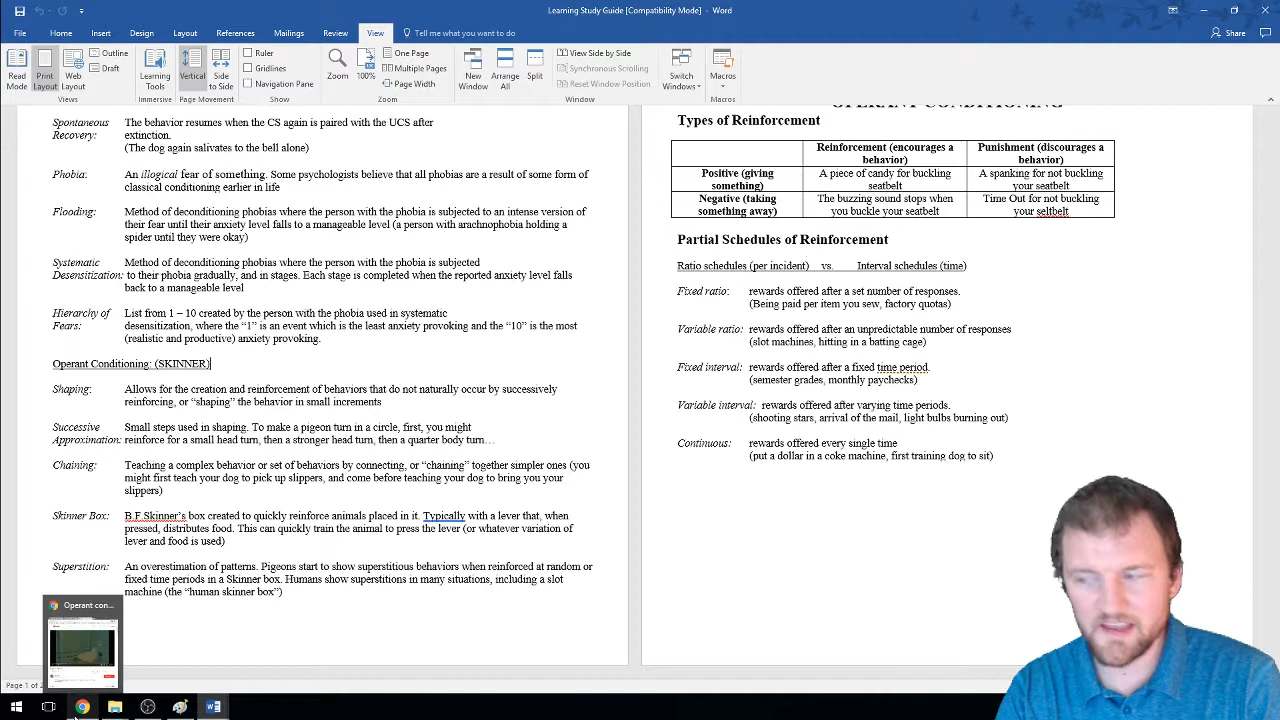 Learning Study Guide [Compatibility Mode] - Word
File Home Insert Design Layout References Mailings Review View Tell me what you want to do Share
Read Mode
Print Layout
Web Layout
Outline
Draft
Views
Learning Tools
Immersive
Vertical
Side to Side
Page Movement
Ruler
Gridlines
Navigation Pane
Show
Zoom
100%
One Page
Multiple Pages
Page Width
Zoom
New Window
Arrange All
Split
View Side by Side
Synchronous Scrolling
Reset Window Position
Window
Switch Windows
Macros
Macros
Spontaneous The behavior resumes when the CS again is paired with the UCS after
Recovery: extinction.
(The dog again salivates to the bell alone)
Phobia: An illogical fear of something. Some psychologists believe that all phobias are a result of some form of
classical conditioning earlier in life
Flooding: Method of deconditioning phobias where the person with the phobia is subjected to an intense version of
their fear until their anxiety level falls to a manageable level (a person with arachnophobia holding a
spider until they were okay)
Systematic Method of deconditioning phobias where the person with the phobia is subjected
Desensitization: to their phobia gradually, and in stages. Each stage is completed when the reported anxiety level falls
back to a manageable level
Hierarchy of List from 1 – 10 created by the person with the phobia used in systematic
Fears: desensitization, where the “1” is an event which is the least anxiety provoking and the “10” is the most
(realistic and productive) anxiety provoking.
Operant Conditioning: (SKINNER)
Shaping: Allows for the creation and reinforcement of behaviors that do not naturally occur by successively
reinforcing, or “shaping” the behavior in small increments
Successive Small steps used in shaping. To make a pigeon turn in a circle, first, you might
Approximation: reinforce for a small head turn, then a stronger head turn, then a quarter body turn…
Chaining: Teaching a complex behavior or set of behaviors by connecting, or “chaining” together simpler ones (you
might first teach your dog to pick up slippers, and come before teaching your dog to bring you your
slippers)
Skinner Box: B.F.Skinner’s box created to quickly reinforce animals placed in it. Typically with a lever that, when
pressed, distributes food. This can quickly train the animal to press the lever (or whatever variation of
lever and food is used)
Superstition: An overestimation of patterns. Pigeons start to show superstitious behaviors when reinforced at random or
fixed time periods in a Skinner box. Humans show superstitions in many situations, including a slot
machine (the “human skinner box”)
OPERANT CONDITIONING
Types of Reinforcement
Reinforcement (encourages a behavior) Punishment (discourages a behavior)
Positive (giving something) A piece of candy for buckling seatbelt A spanking for not buckling your seatbelt
Negative (taking something away) The buzzing sound stops when you buckle your seatbelt Time Out for not buckling your seltbelt
Partial Schedules of Reinforcement
Ratio schedules (per incident) vs. Interval schedules (time)
Fixed ratio: rewards offered after a set number of responses.
(Being paid per item you sew, factory quotas)
Variable ratio: rewards offered after an unpredictable number of responses
(slot machines, hitting in a batting cage)
Fixed interval: rewards offered after a fixed time period.
(semester grades, monthly paychecks)
Variable interval: rewards offered after varying time periods.
(shooting stars, arrival of the mail, light bulbs burning out)
Continuous: rewards offered every single time
(put a dollar in a coke machine, first training dog to sit)
Operant con...
Page 1 of 2